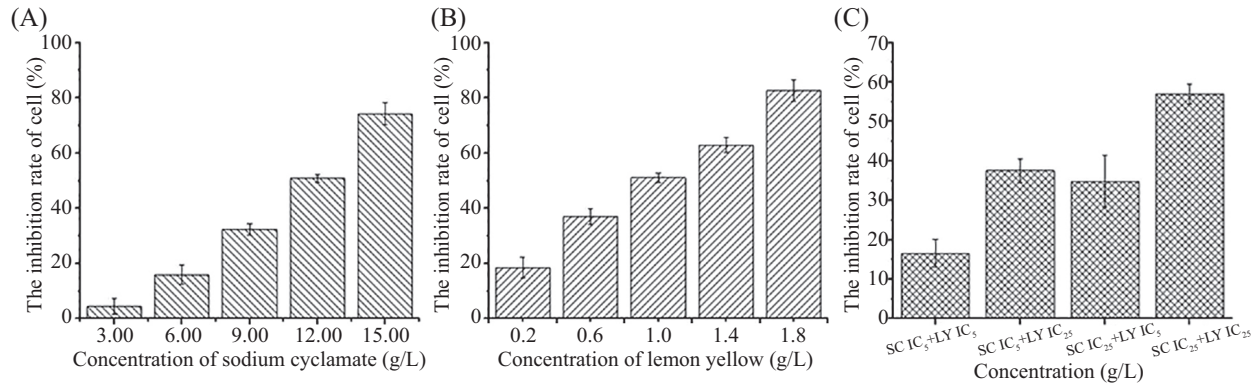 (A)
The inhibition rate of cell (%)
100
80
60
40
20
0
3.00 6.00 9.00 12.00 15.00
Concentration of sodium cyclamate (g/L)
(B)
The inhibition rate of cell (%)
100
80
60
40
20
0
0.2 0.6 1.0 1.4 1.8
Concentration of lemon yellow (g/L)
(C)
The inhibition rate of cell (%)
70
60
50
40
30
20
10
0
SC IC₅+LY IC₅ SC IC₅+LY IC₂₅ SC IC₂₅+LY IC₅ SC IC₂₅+LY IC₂₅
Concentration (g/L)